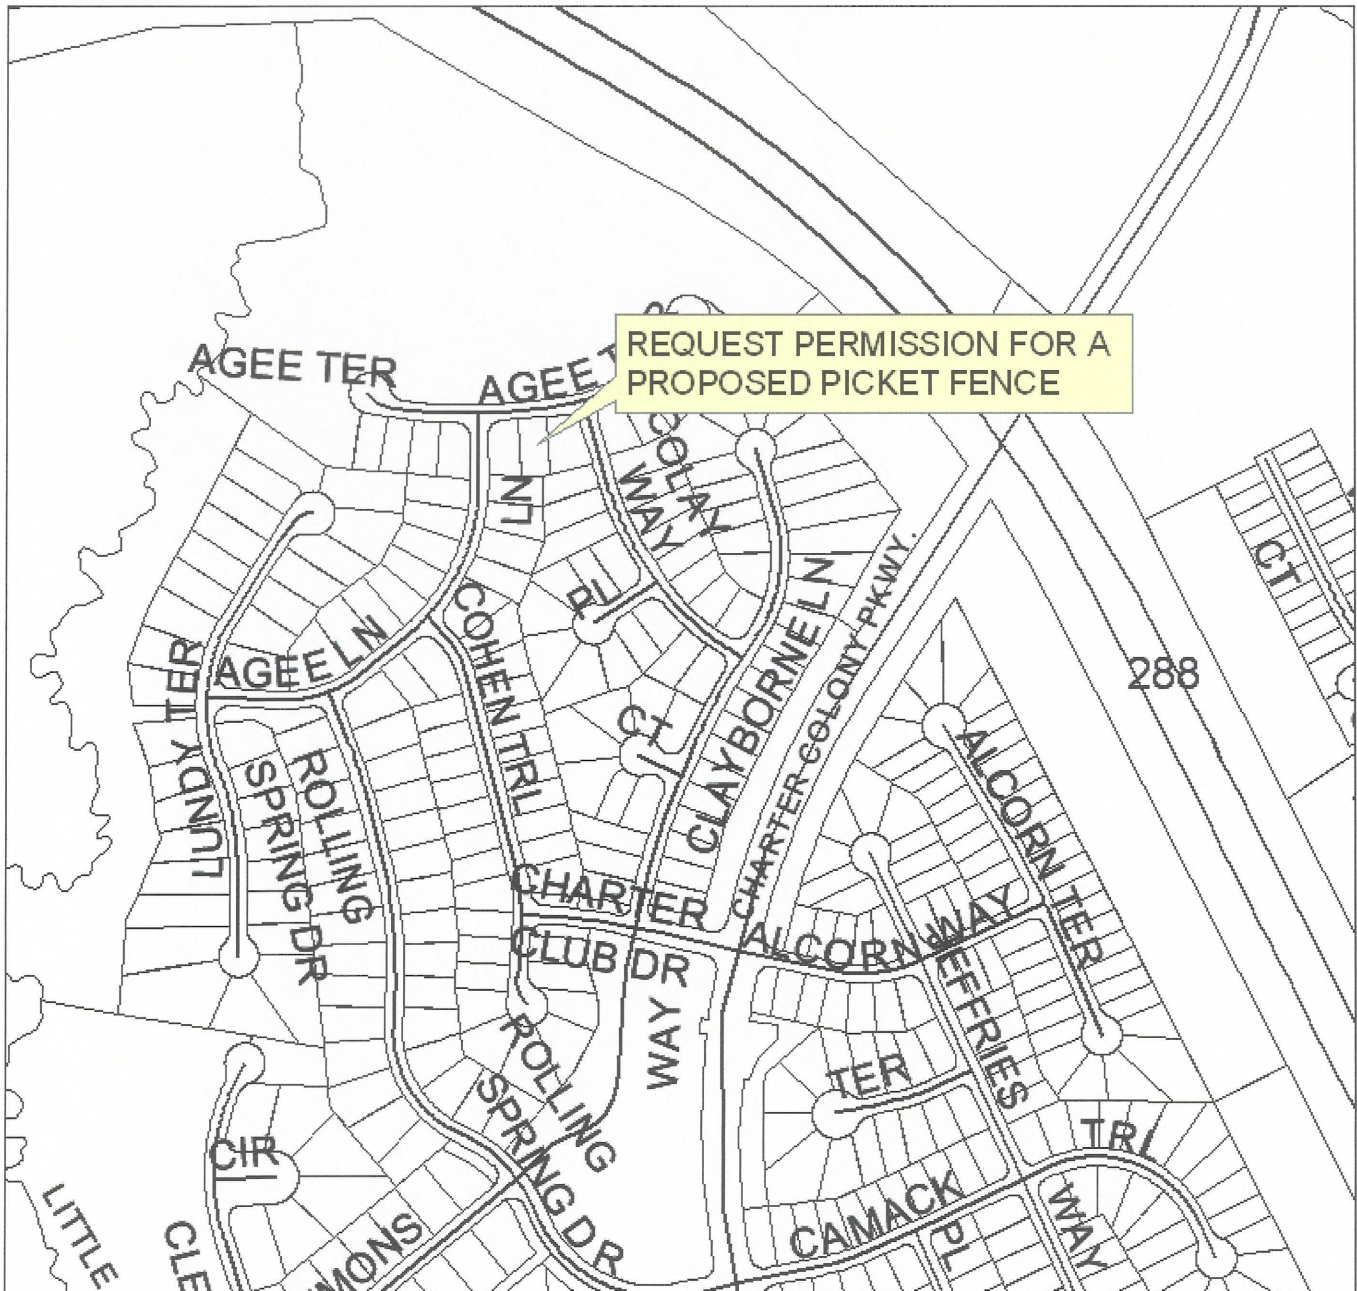 REQUEST PERMISSION FOR A
PROPOSED PICKET FENCE
AGEE TER
AGEE T
COLAY
WAY
LN
PL
COHEN TRL
AGEE LN
LUNDY TER
CT
CLAYBORNE LN
CHARTER COLONY PKWY.
288
CT
ROLLING
SPRING DR
ALCORN TER
CHARTER
CLUB DR
ALCORN WAY
JEFFRIES
WAY
ROLLING
SPRING DR
TER
TRL
CIR
CAMACK
PL
WAY
LITTLE
CLE
MONS